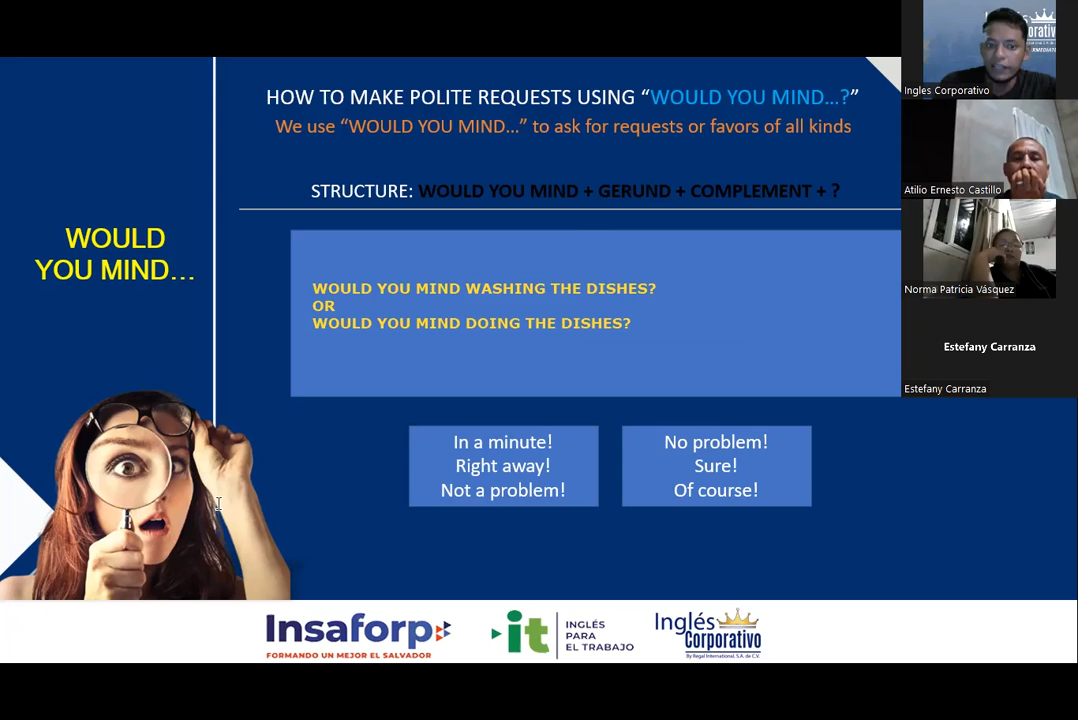 HOW TO MAKE POLITE REQUESTS USING “WOULD YOU MIND...?”
We use “WOULD YOU MIND...” to ask for requests or favors of all kinds
STRUCTURE: WOULD YOU MIND + GERUND + COMPLEMENT + ?
WOULD
YOU MIND...
WOULD YOU MIND WASHING THE DISHES?
OR
WOULD YOU MIND DOING THE DISHES?
In a minute!
Right away!
Not a problem!
No problem!
Sure!
Of course!
Insaforp
FORMANDO UN MEJOR EL SALVADOR
it
INGLÉS
PARA
EL TRABAJO
Inglés
Corporativo
By Regal International, S.A. de C.V.
Ingles Corporativo
Atilio Ernesto Castillo
Norma Patricia Vásquez
Estefany Carranza
Estefany Carranza